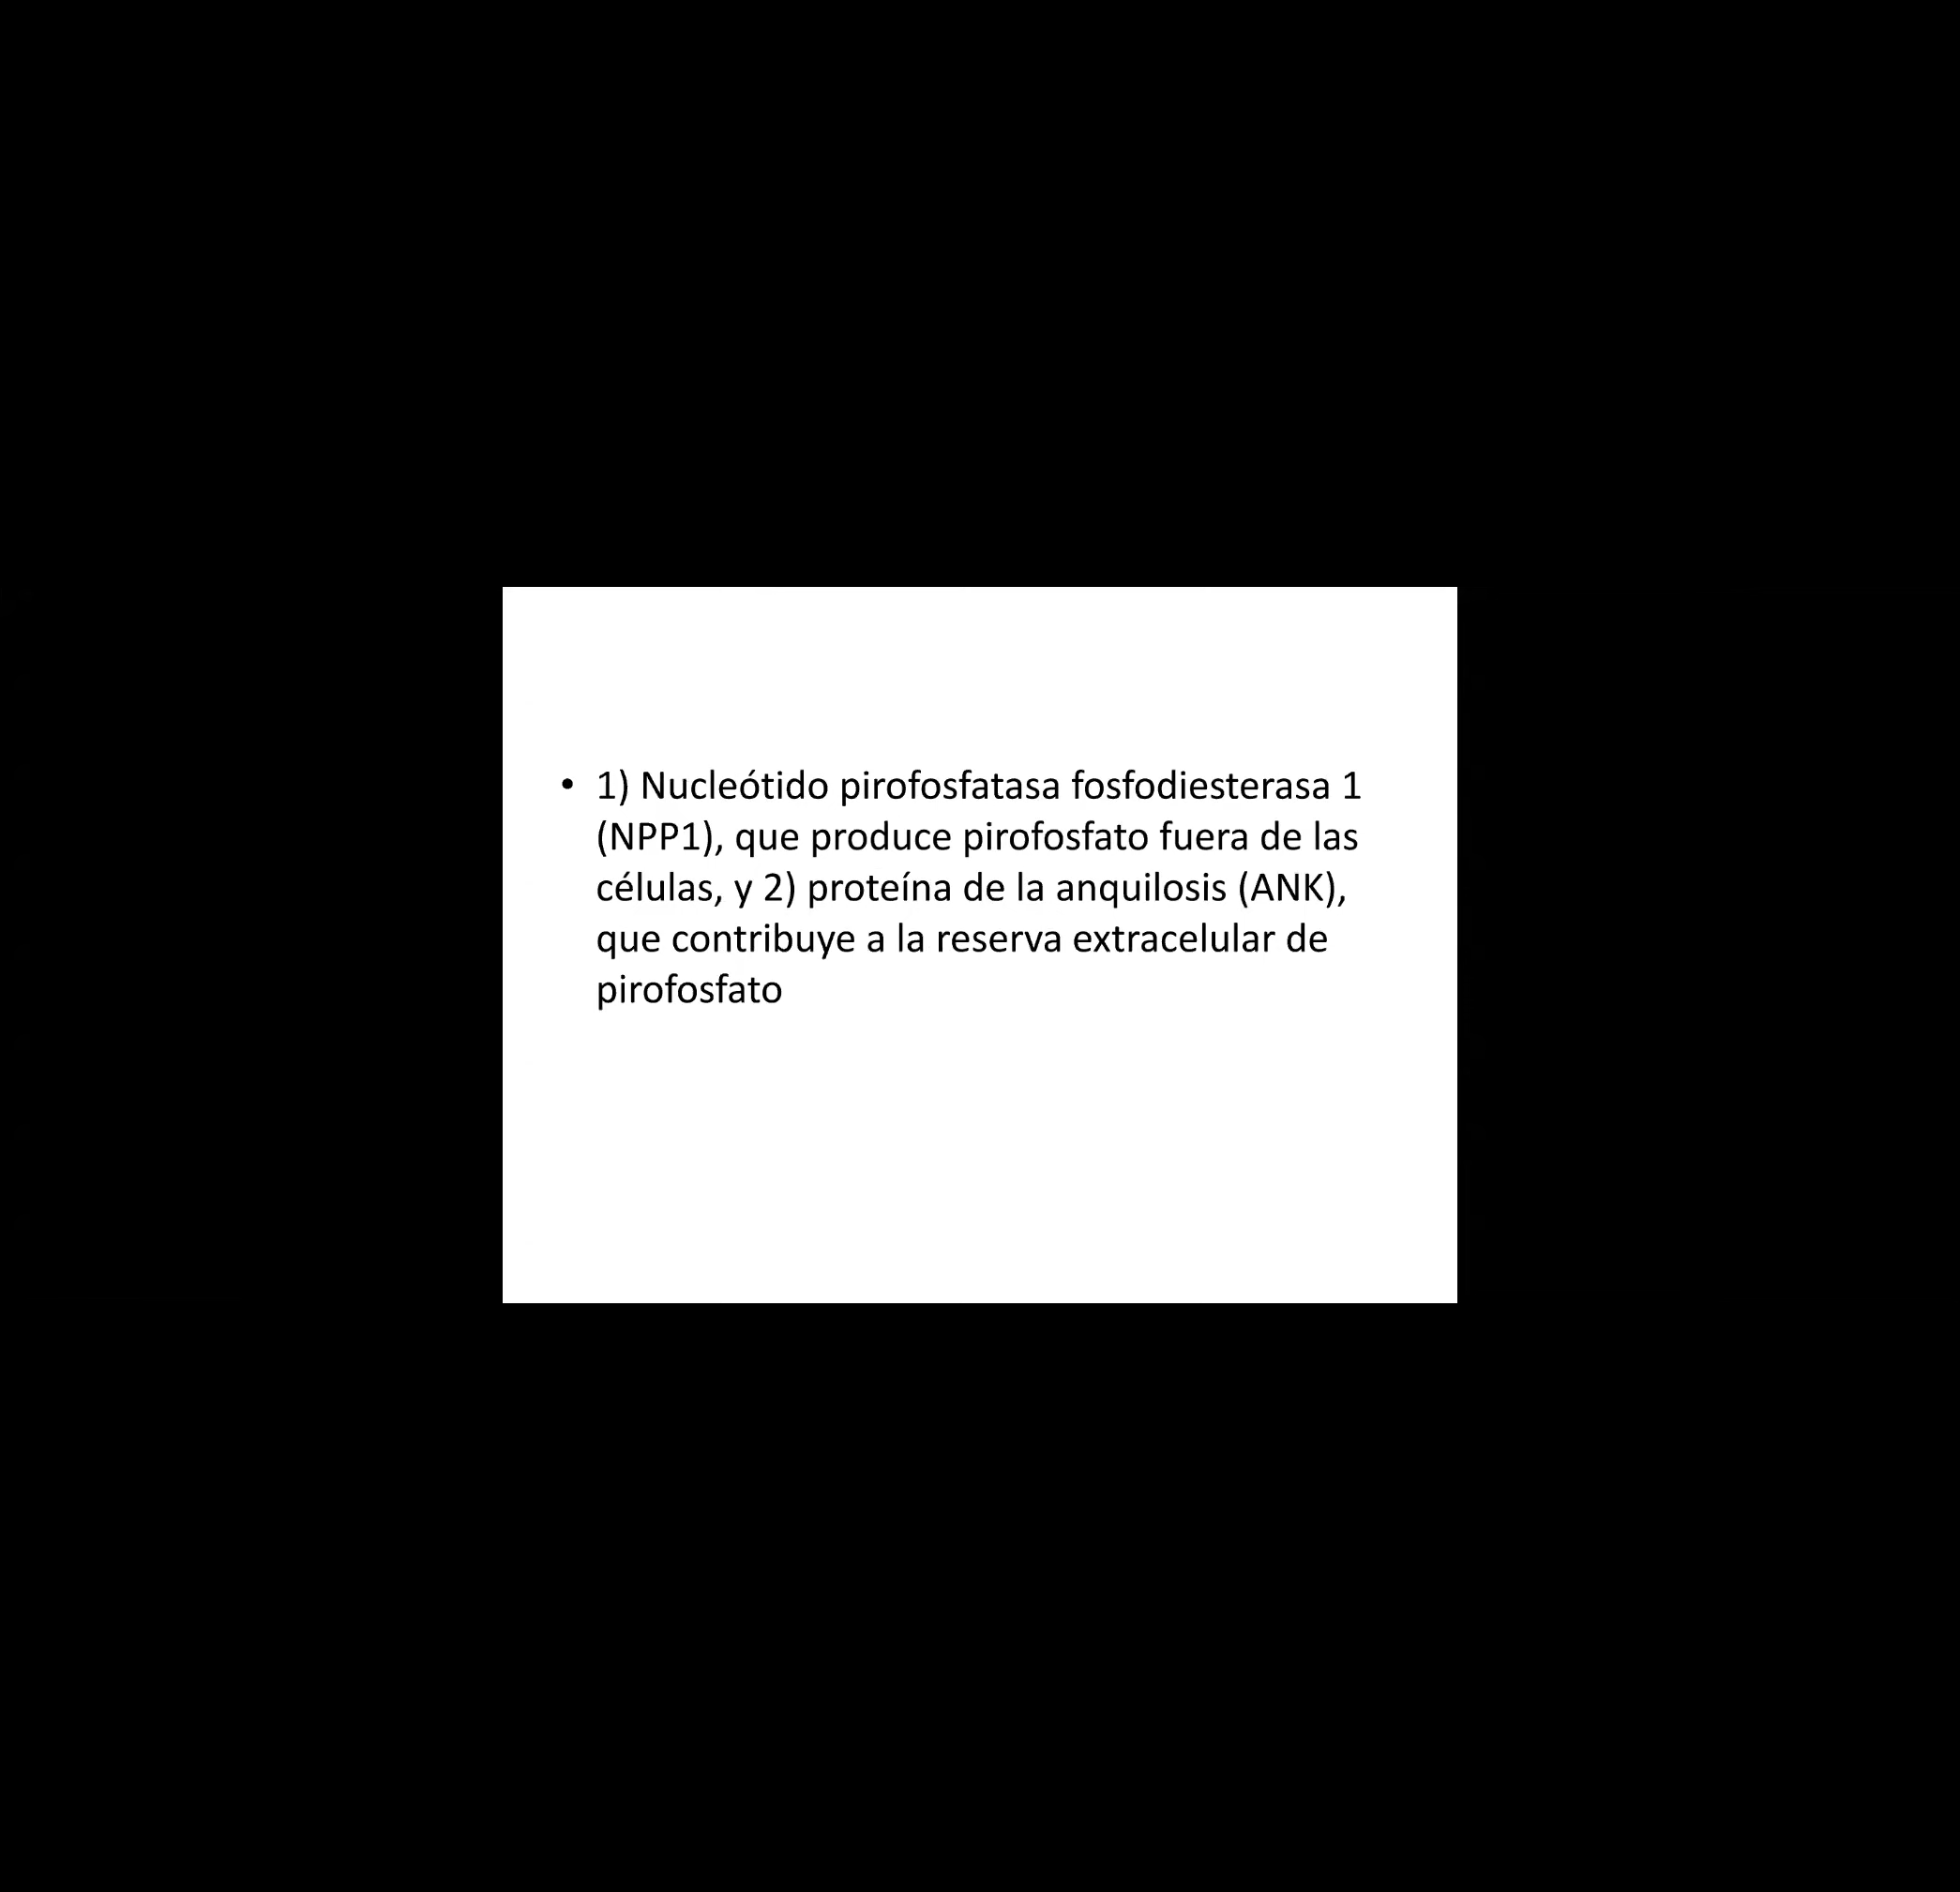 • 1) Nucleótido pirofosfatasa fosfodiesterasa 1
(NPP1), que produce pirofosfato fuera de las
células, y 2) proteína de la anquilosis (ANK),
que contribuye a la reserva extracelular de
pirofosfato